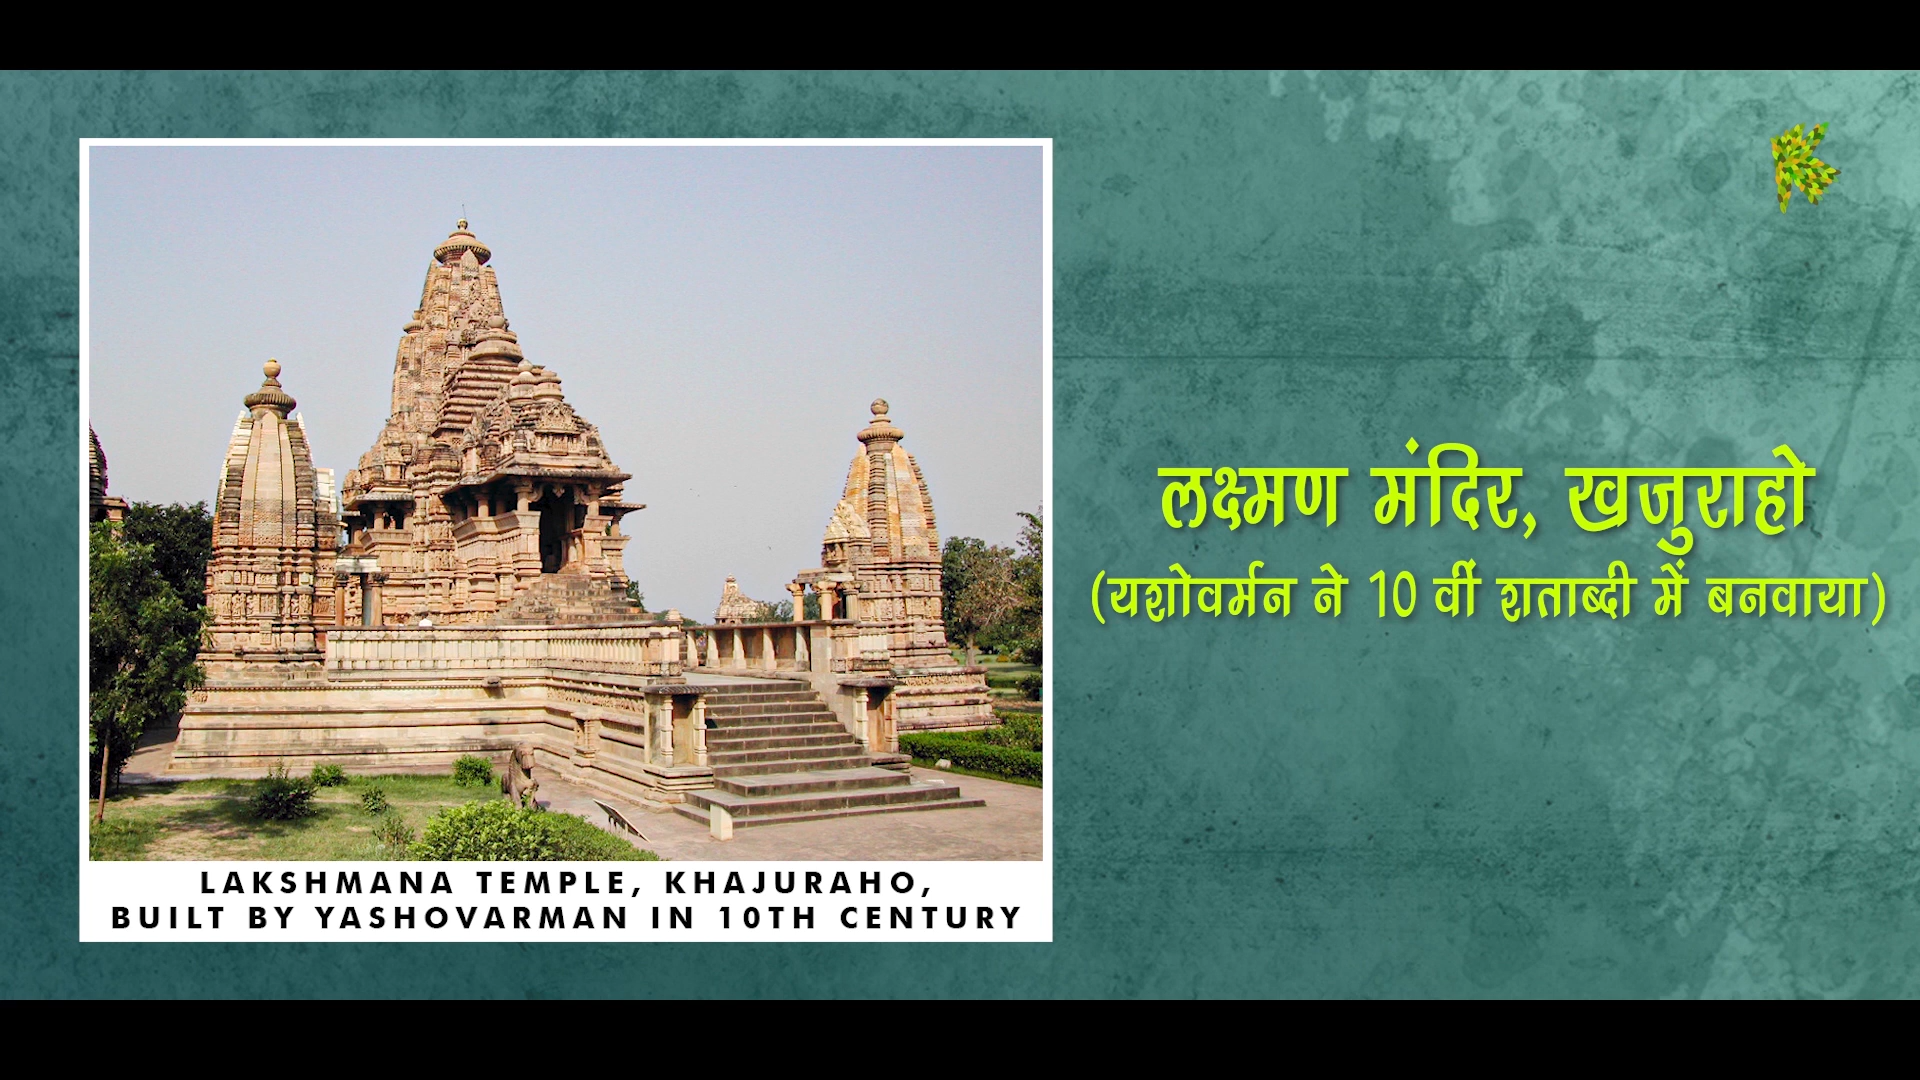 LAKSHMANA TEMPLE, KHAJURAHO,
BUILT BY YASHOVARMAN IN 10TH CENTURY
लक्ष्मण मंदिर, खजुराहो
(यशोवर्मन ने 10 वीं शताब्दी में बनवाया)